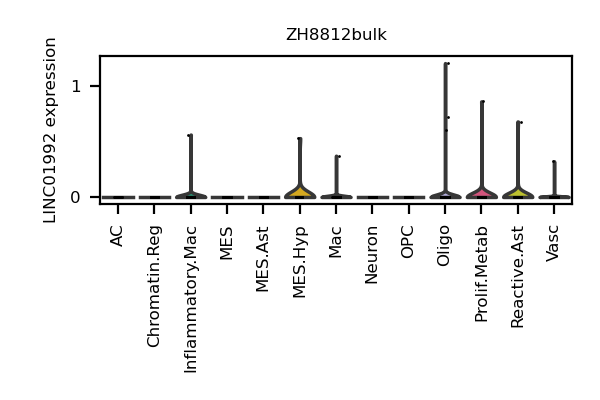 ZH8812bulk
LINC01992 expression
1
0
AC
Chromatin.Reg
Inflammatory.Mac
MES
MES.Ast
MES.Hyp
Mac
Neuron
OPC
Oligo
Prolif.Metab
Reactive.Ast
Vasc